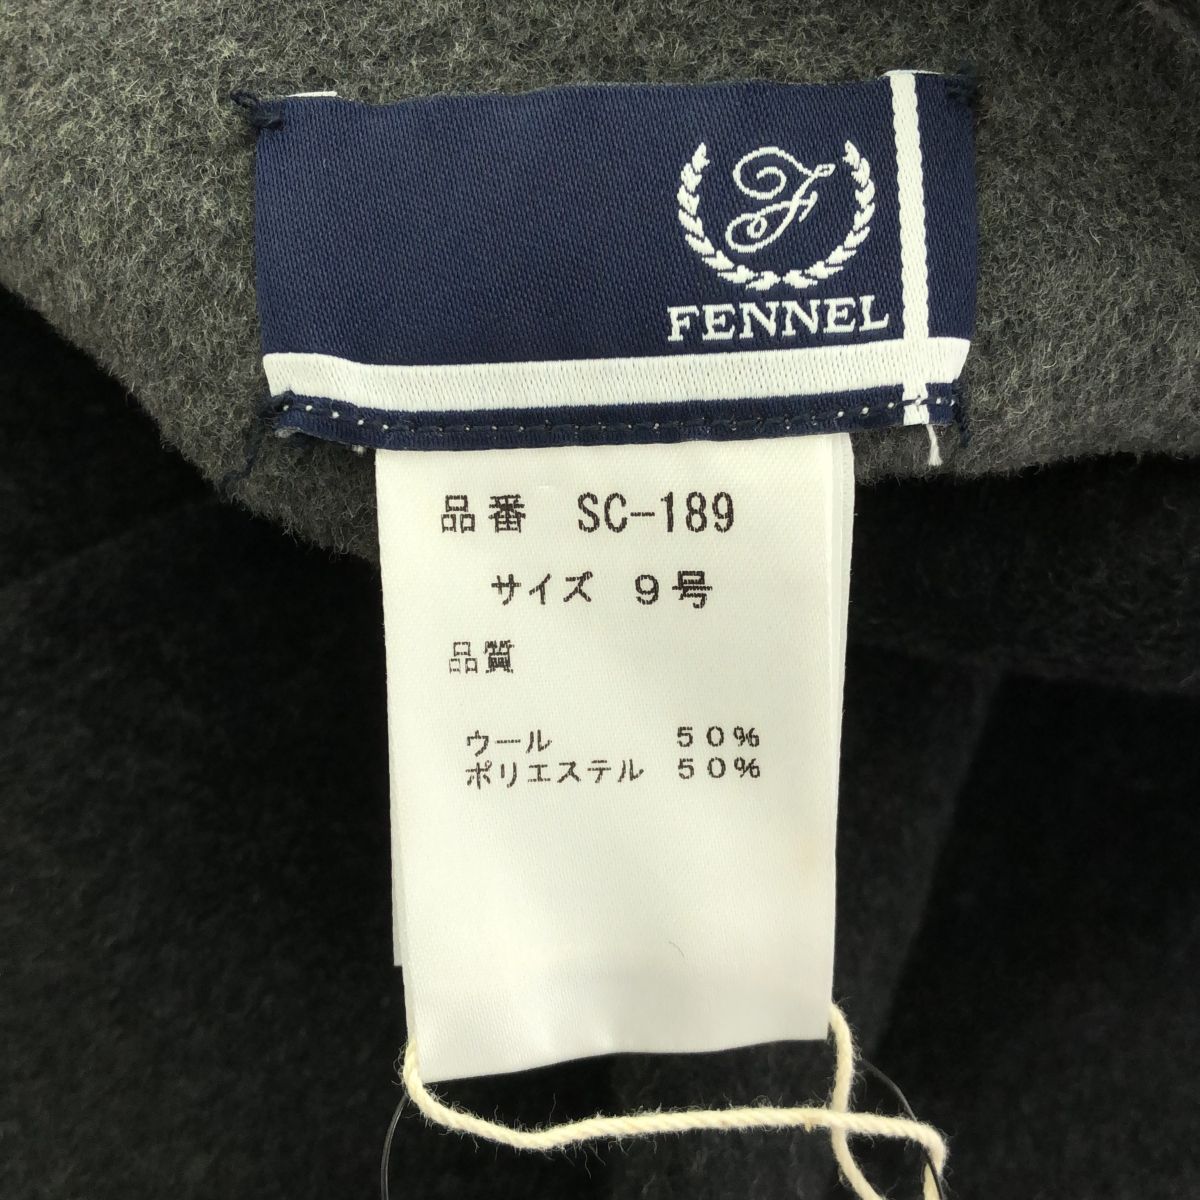 F
FENNEL
品番 SC-189
サイズ 9号
品質
ウール 50%
ポリエステル 50%